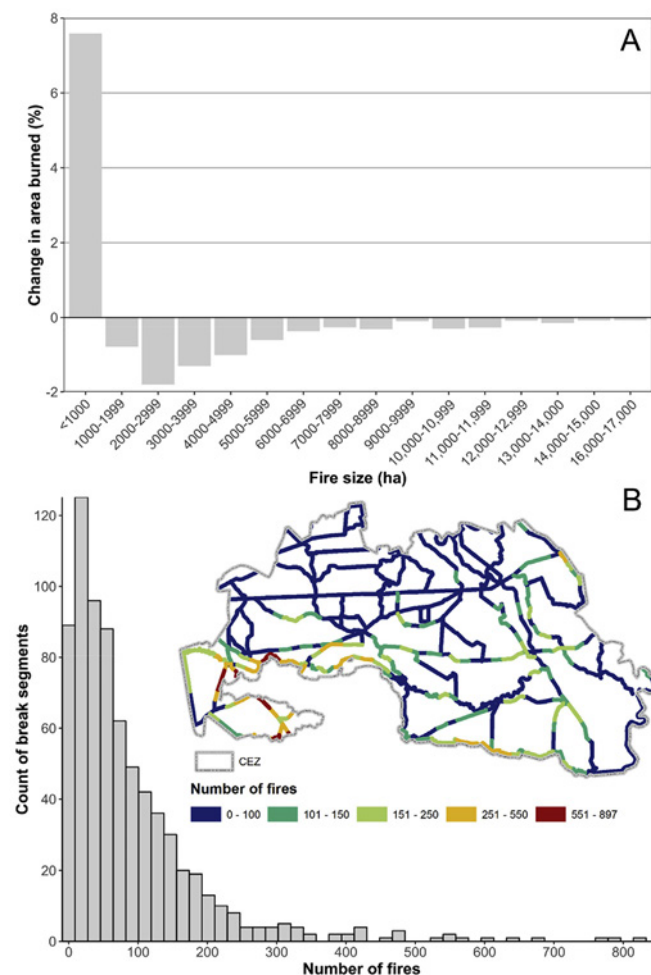 A
8
6
4
2
0
-2
Change in area burned (%)
<1000
1000-1999
2000-2999
3000-3999
4000-4999
5000-5999
6000-6999
7000-7999
8000-8999
9000-9999
10,000-10,999
11,000-11,999
12,000-12,999
13,000-14,000
14,000-15,000
16,000-17,000
Fire size (ha)
B
120
100
80
60
40
20
0
Count of break segments
CEZ
Number of fires
0 - 100
101 - 150
151 - 250
251 - 550
551 - 897
0 100 200 300 400 500 600 700 800
Number of fires